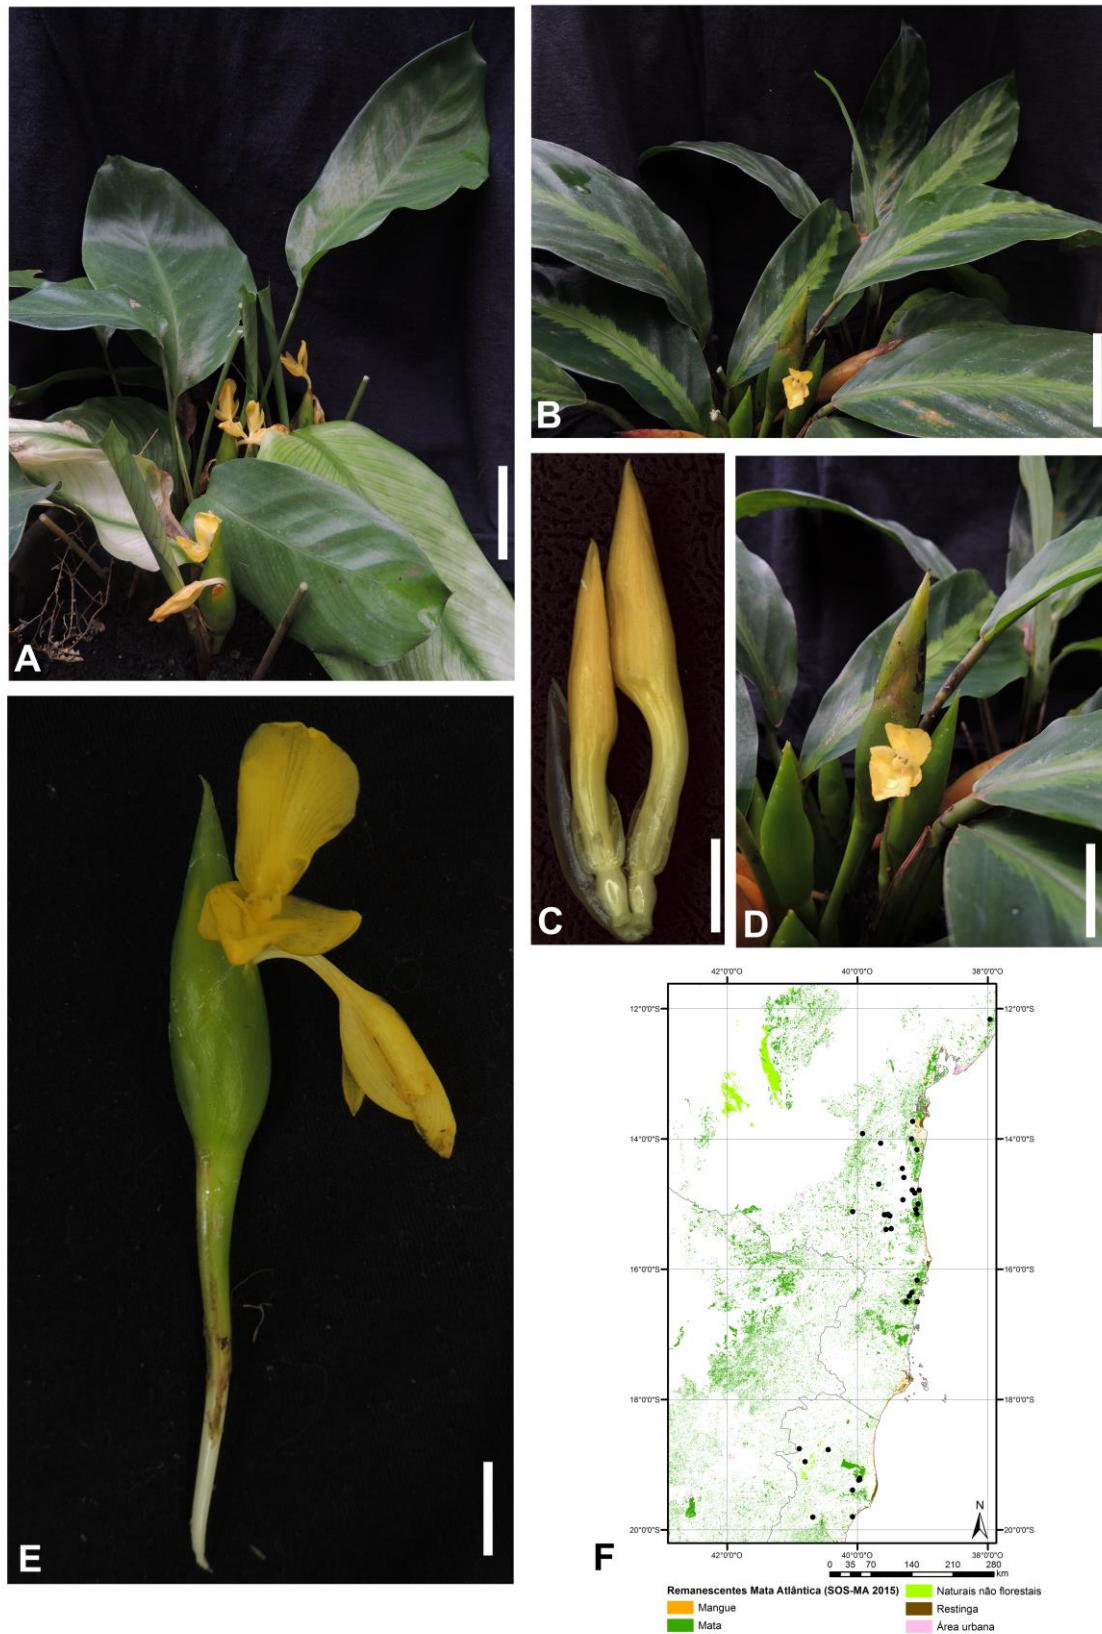 A
B
C
D
E
F
42°0'0"O 40°0'0"O 38°0'0"O
12°0'0"S 12°0'0"S
14°0'0"S 14°0'0"S
16°0'0"S 16°0'0"S
18°0'0"S 18°0'0"S
20°0'0"S 20°0'0"S
N
42°0'0"O 40°0'0"O 38°0'0"O
0 35 70 140 210 280
km
Remanescentes Mata Atlântica (SOS-MA 2015)
Mangue
Mata
Naturais não florestais
Restinga
Área urbana